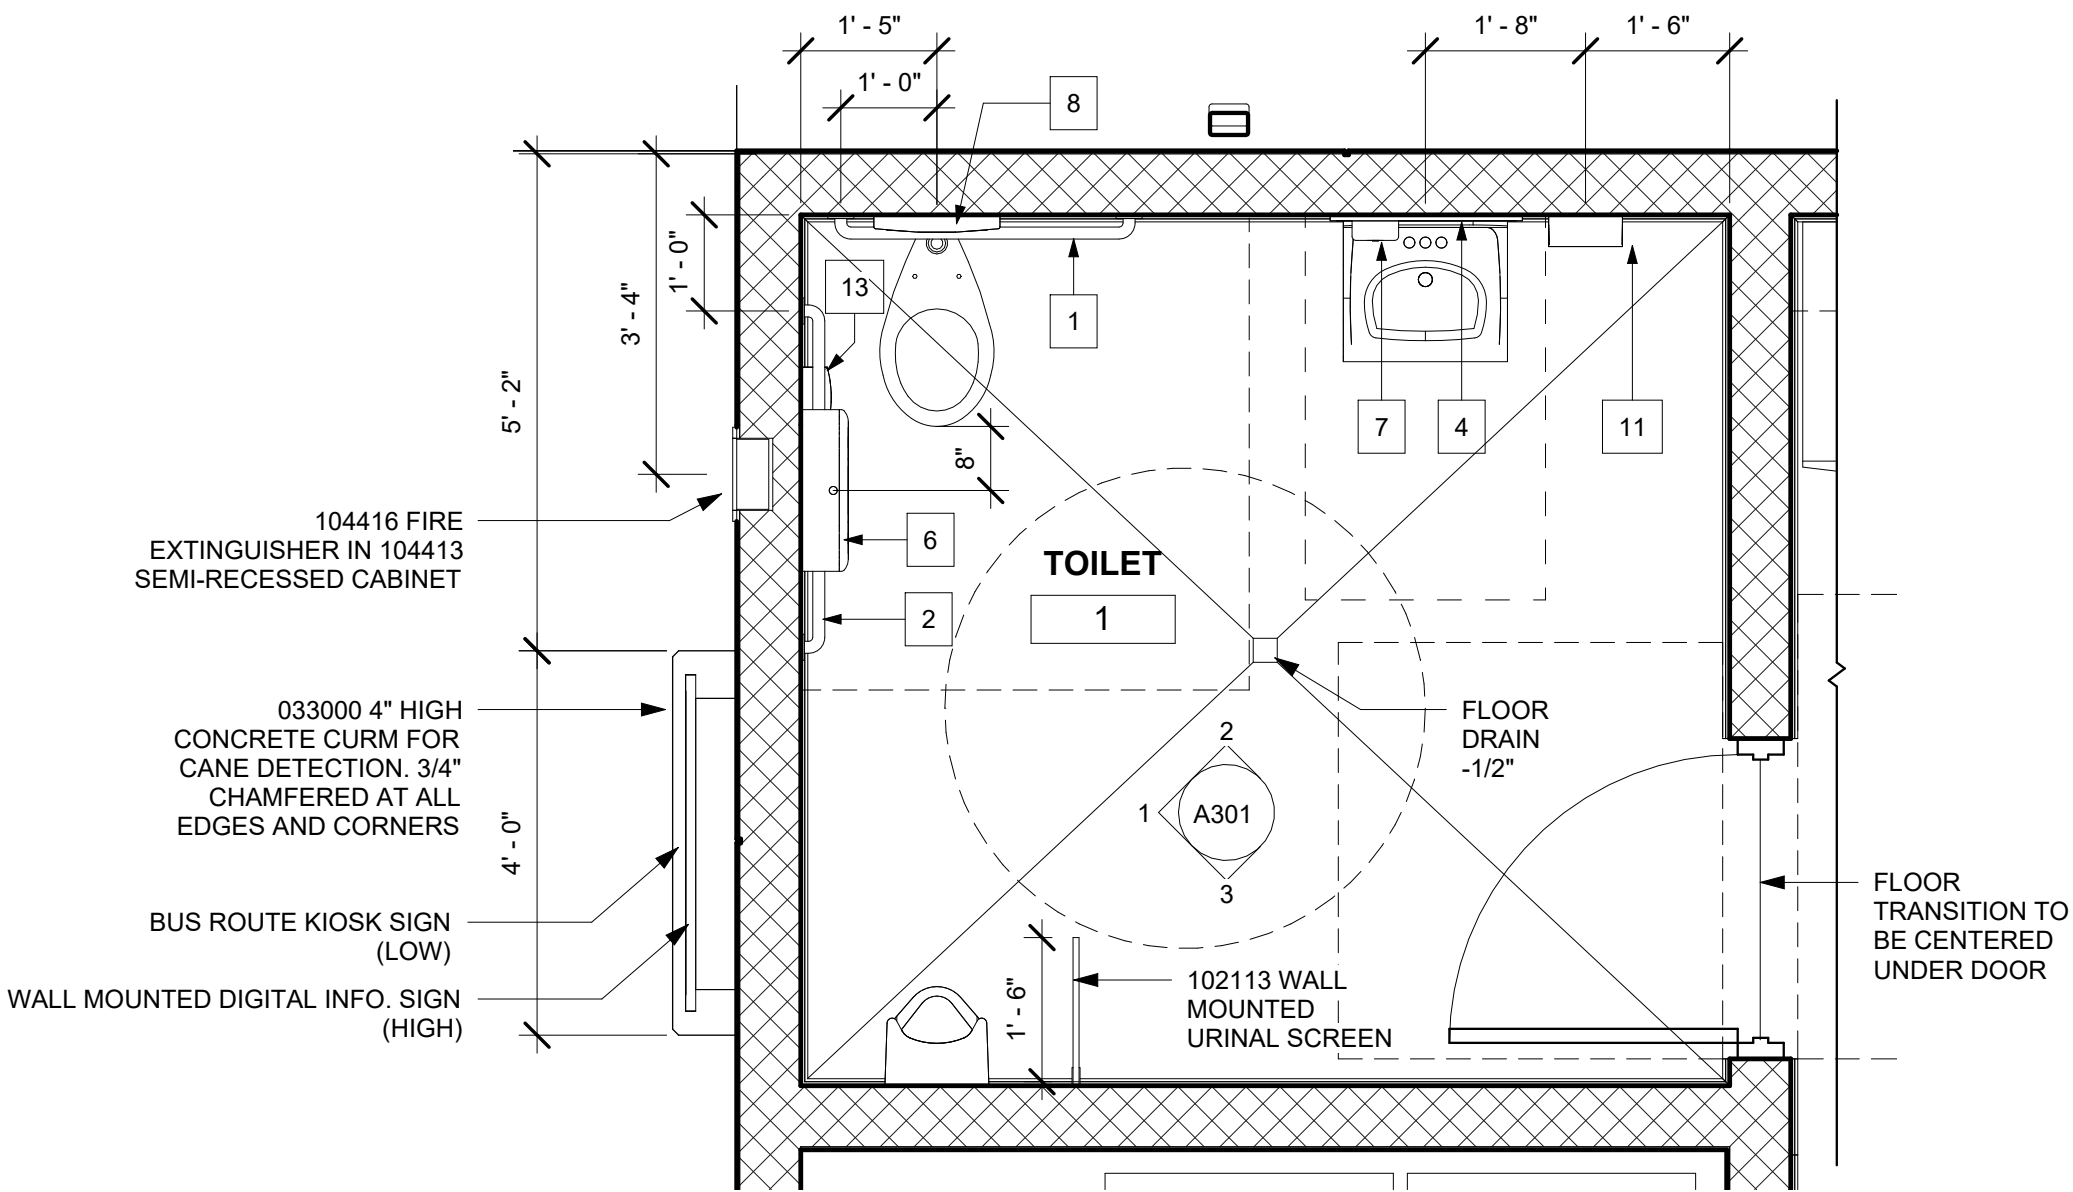 1' - 5"
1' - 8"
1' - 6"
1' - 0"
8
1' - 0"
13
3' - 4"
1
5' - 2"
7
4
11
8"
104416 FIRE
EXTINGUISHER IN 104413
SEMI-RECESSED CABINET
6
TOILET
1
2
033000 4" HIGH
CONCRETE CURM FOR
CANE DETECTION. 3/4"
CHAMFERED AT ALL
EDGES AND CORNERS
FLOOR
DRAIN
-1/2"
2
1
A301
3
4' - 0"
BUS ROUTE KIOSK SIGN
(LOW)
WALL MOUNTED DIGITAL INFO. SIGN
(HIGH)
1' - 6"
102113 WALL
MOUNTED
URINAL SCREEN
FLOOR
TRANSITION TO
BE CENTERED
UNDER DOOR